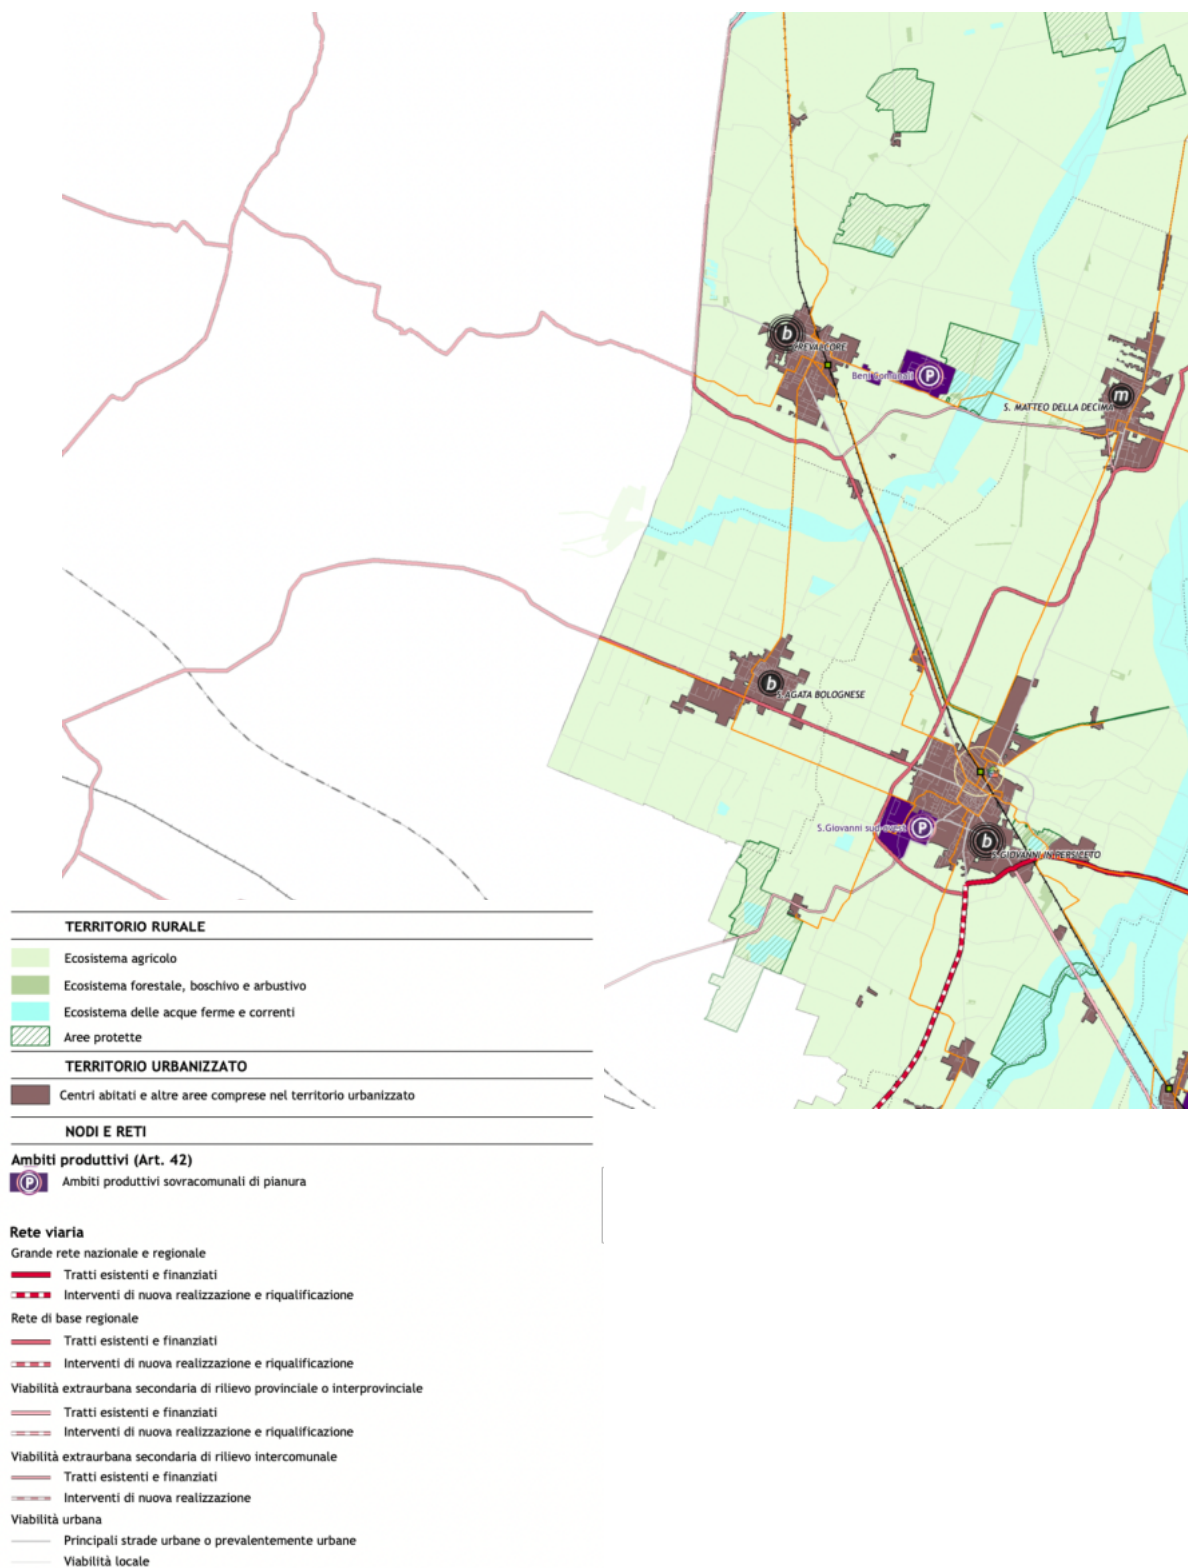 b
CREVALCORE
Beni Comunali
P
m
S. MATTEO DELLA DECIMA
b
S. AGATA BOLOGNESE
S.Giovanni sud-ovest
P
b
S. GIOVANNI IN PERSICETO
TERRITORIO RURALE
Ecosistema agricolo
Ecosistema forestale, boschivo e arbustivo
Ecosistema delle acque ferme e correnti
Aree protette
TERRITORIO URBANIZZATO
Centri abitati e altre aree comprese nel territorio urbanizzato
NODI E RETI
Ambiti produttivi (Art. 42)
P
Ambiti produttivi sovracomunali di pianura
Rete viaria
Grande rete nazionale e regionale
Tratti esistenti e finanziati
Interventi di nuova realizzazione e riqualificazione
Rete di base regionale
Tratti esistenti e finanziati
Interventi di nuova realizzazione e riqualificazione
Viabilità extraurbana secondaria di rilievo provinciale o interprovinciale
Tratti esistenti e finanziati
Interventi di nuova realizzazione e riqualificazione
Viabilità extraurbana secondaria di rilievo intercomunale
Tratti esistenti e finanziati
Interventi di nuova realizzazione
Viabilità urbana
Principali strade urbane o prevalentemente urbane
Viabilità locale